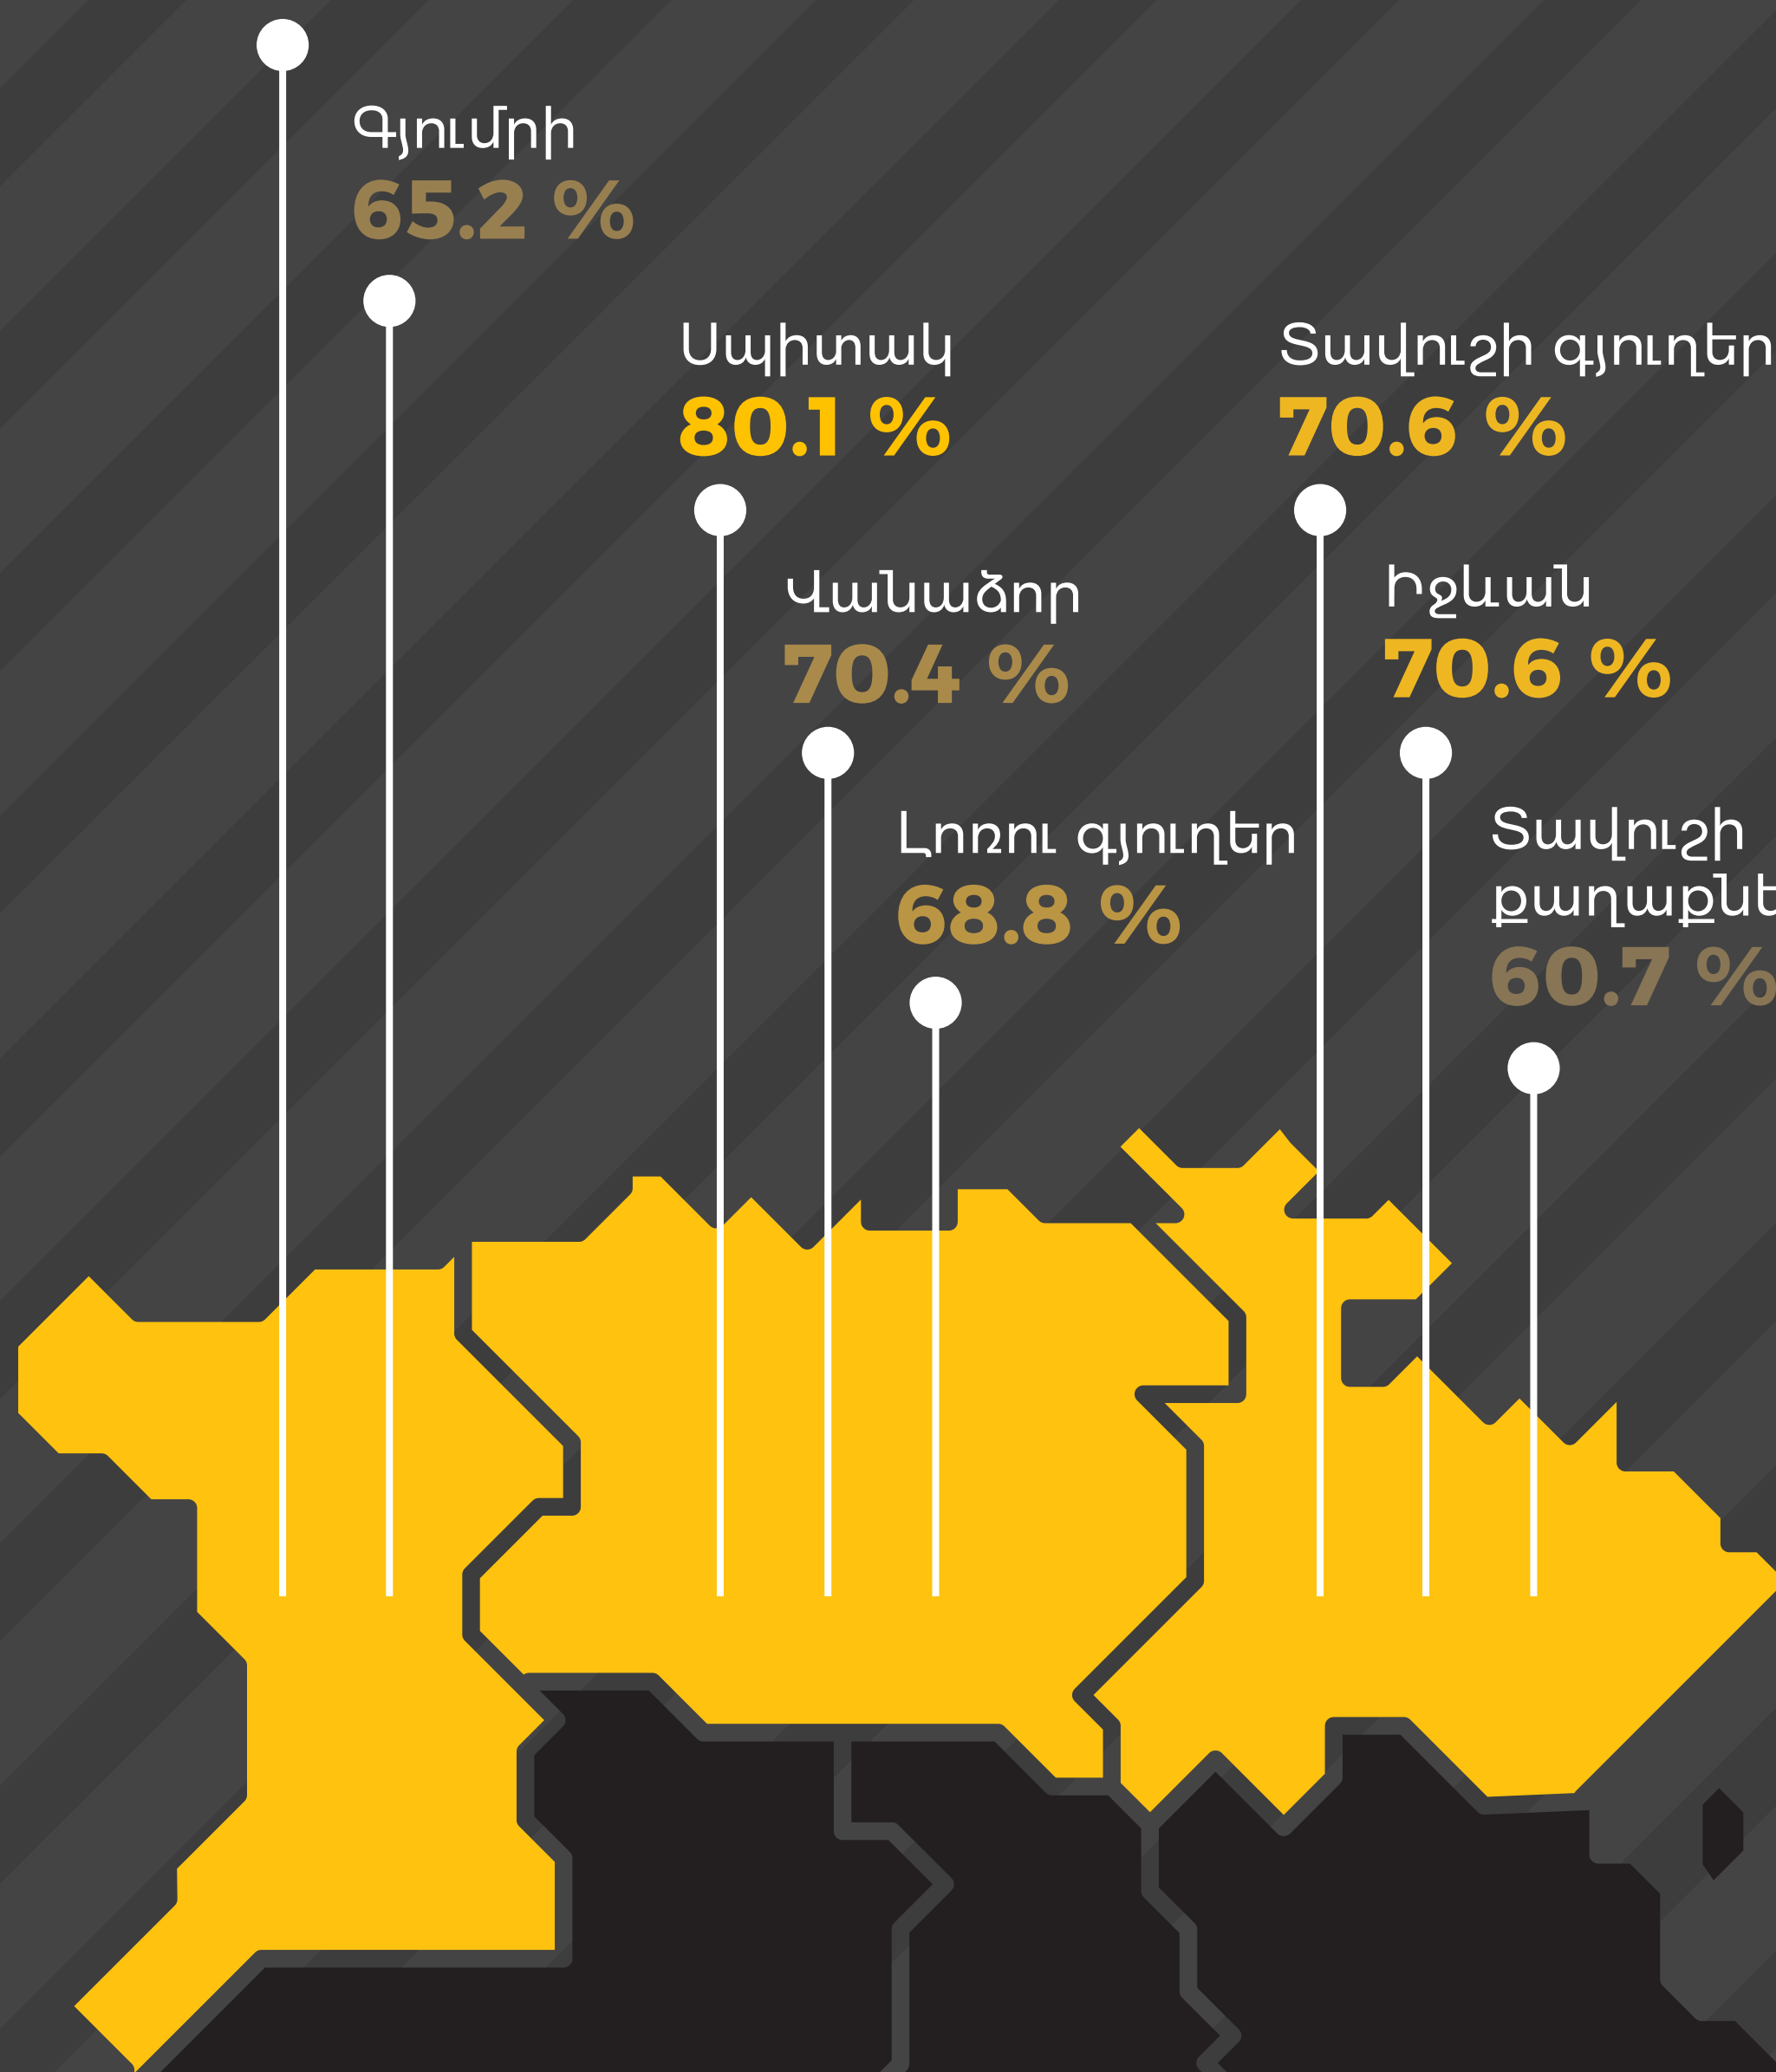 Գյումրի
65.2 %
Սպիտակ
80.1 %
Տավուշի գյուղեր
70.6 %
Վանաձոր
70.4 %
Իջևան
70.6 %
Լոռու գյուղեր
68.8 %
Տավուշի
60.7 %